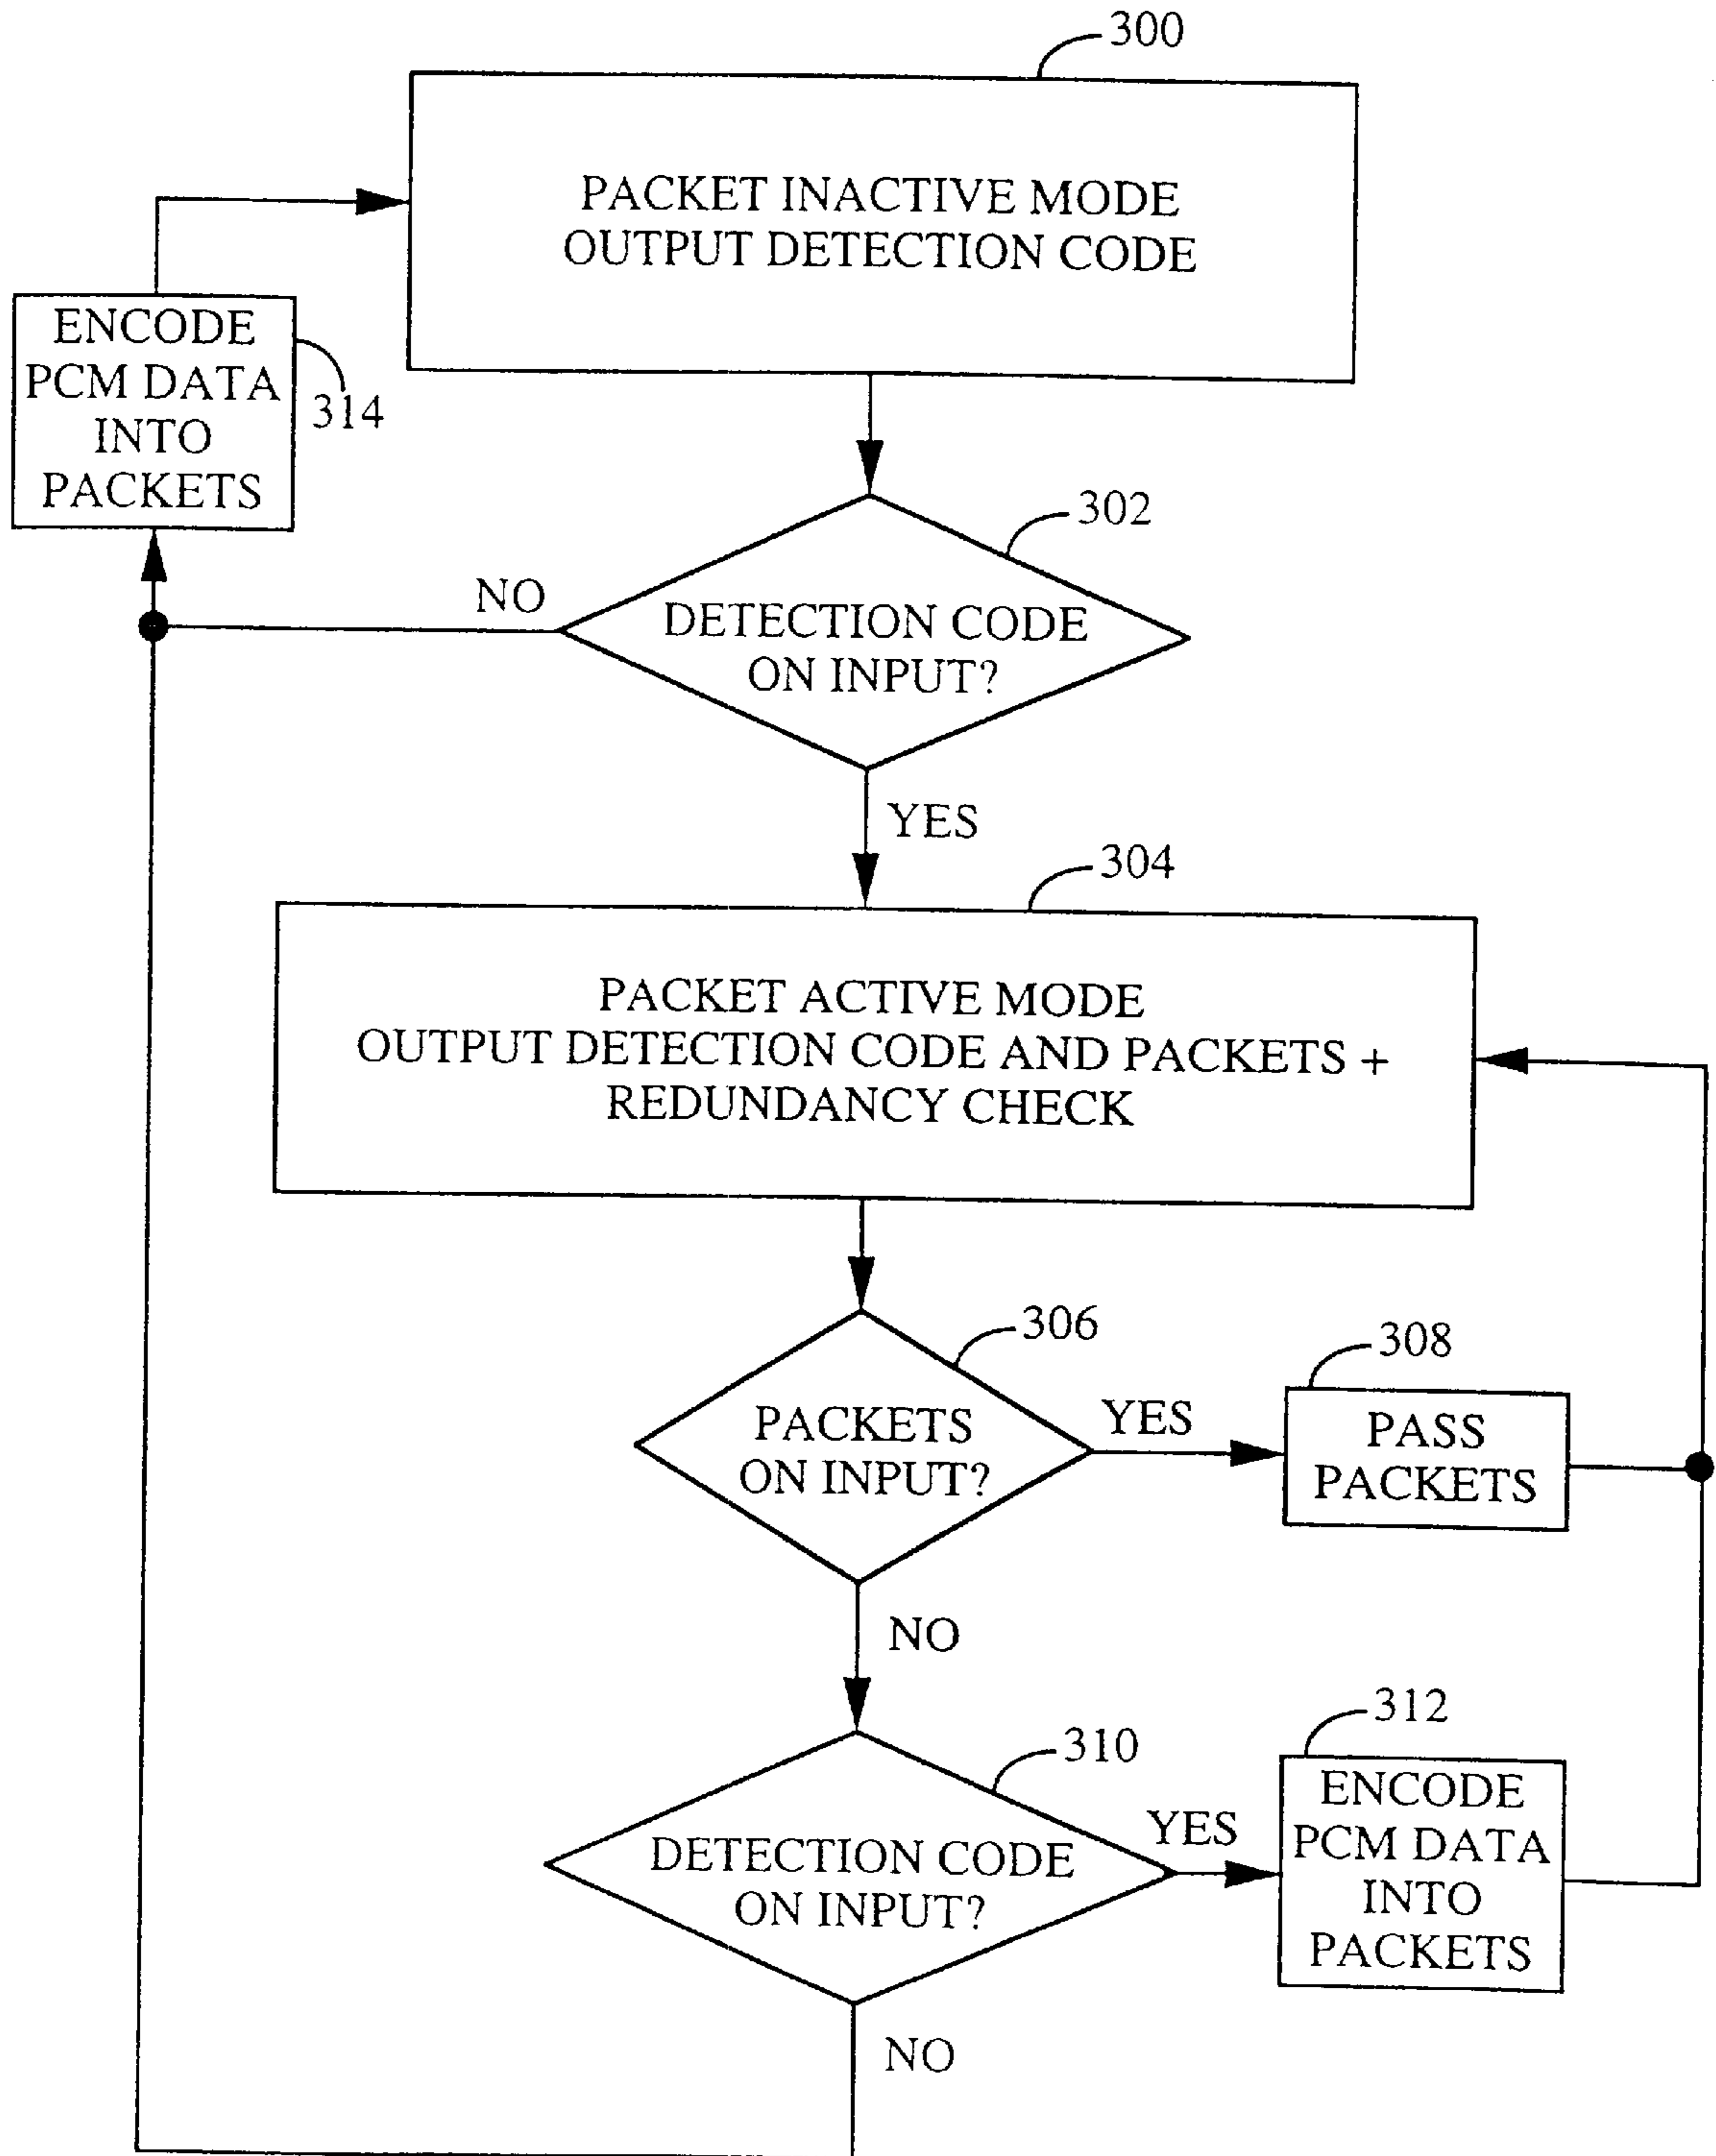 300
PACKET INACTIVE MODE
OUTPUT DETECTION CODE
ENCODE
PCM DATA
INTO
PACKETS
314
302
NO
DETECTION CODE
ON INPUT?
YES
304
PACKET ACTIVE MODE
OUTPUT DETECTION CODE AND PACKETS +
REDUNDANCY CHECK
306
PACKETS
ON INPUT?
YES
308
PASS
PACKETS
NO
310
DETECTION CODE
ON INPUT?
YES
312
ENCODE
PCM DATA
INTO
PACKETS
NO